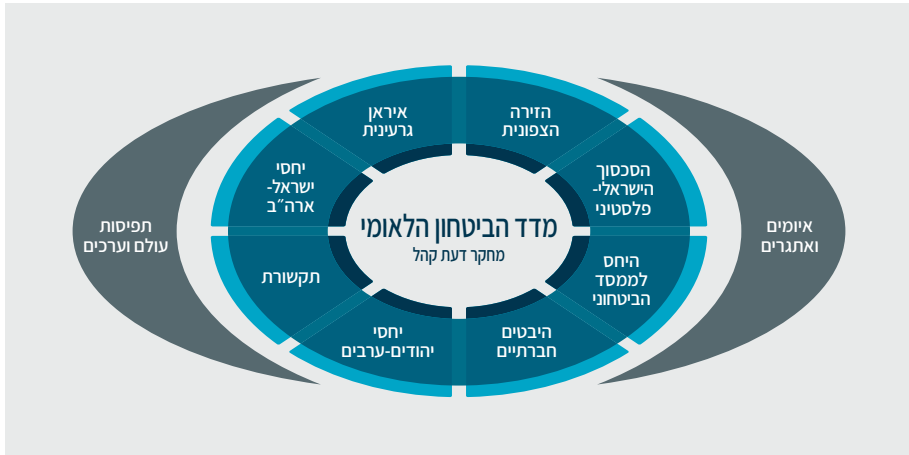 מדד הביטחון הלאומי
מחקר דעת קהל
הזירה
הצפונית
הסכסוך
הישראלי-
פלסטיני
היחס
לממסד
הביטחוני
היבטים
חברתיים
יחסי
יהודים-ערבים
תקשורת
יחסי
ישראל-
ארה״ב
איראן
גרעינית
איומים
ואתגרים
תפיסות
עולם וערכים